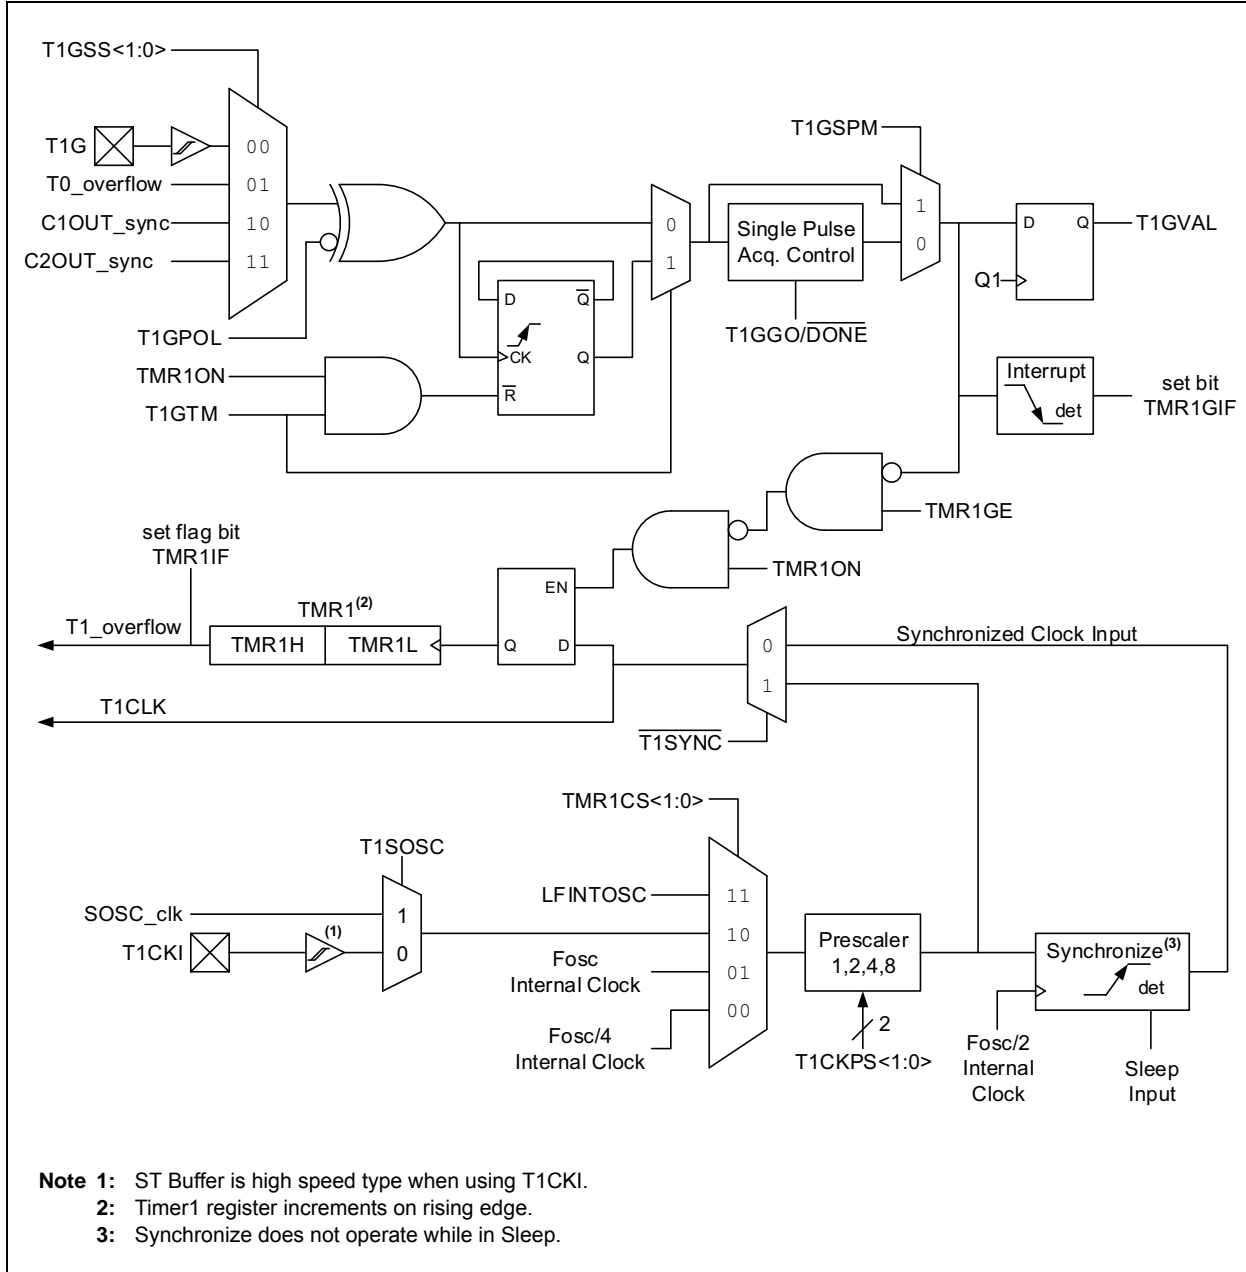 T1GSS<1:0>
T1G
00
T0_overflow
01
C1OUT_sync
10
C2OUT_sync
11
T1GPOL
TMR1ON
T1GTM
D
Q
CK
Q
R
0
1
T1GSPM
Single Pulse
Acq. Control
T1GGO/DONE
1
0
D
Q
Q1
T1GVAL
Interrupt
det
set bit
TMR1GIF
TMR1GE
TMR1ON
set flag bit
TMR1IF
T1_overflow
TMR1(2)
TMR1H
TMR1L
EN
Q
D
T1CLK
0
1
Synchronized Clock Input
T1SYNC
TMR1CS<1:0>
T1SOSC
SOSC_clk
1
T1CKI
(1)
0
LFINTOSC
11
10
Fosc
Internal Clock
01
Fosc/4
Internal Clock
00
Prescaler
1,2,4,8
2
T1CKPS<1:0>
Synchronize(3)
det
Fosc/2
Internal
Clock
Sleep
Input
Note 1: ST Buffer is high speed type when using T1CKI.
2: Timer1 register increments on rising edge.
3: Synchronize does not operate while in Sleep.